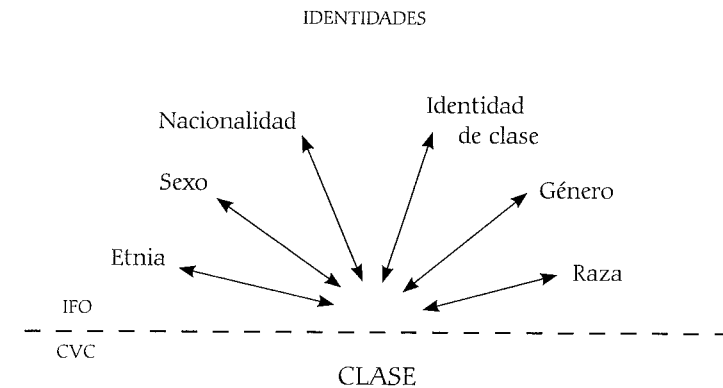 IDENTIDADES
Nacionalidad
Identidad
de clase
Sexo
Género
Etnia
Raza
IFO
CVC
CLASE